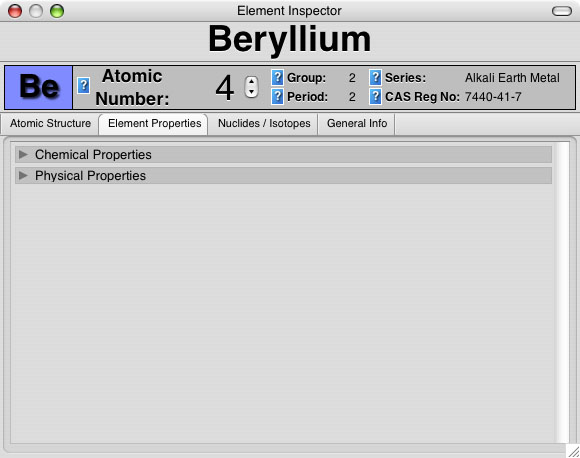 Element Inspector
Beryllium
Be
? Atomic Number: 4
? Group: 2 ? Series: Alkali Earth Metal
? Period: 2 ? CAS Reg No: 7440-41-7
Atomic Structure Element Properties Nuclides / Isotopes General Info
Chemical Properties
Physical Properties